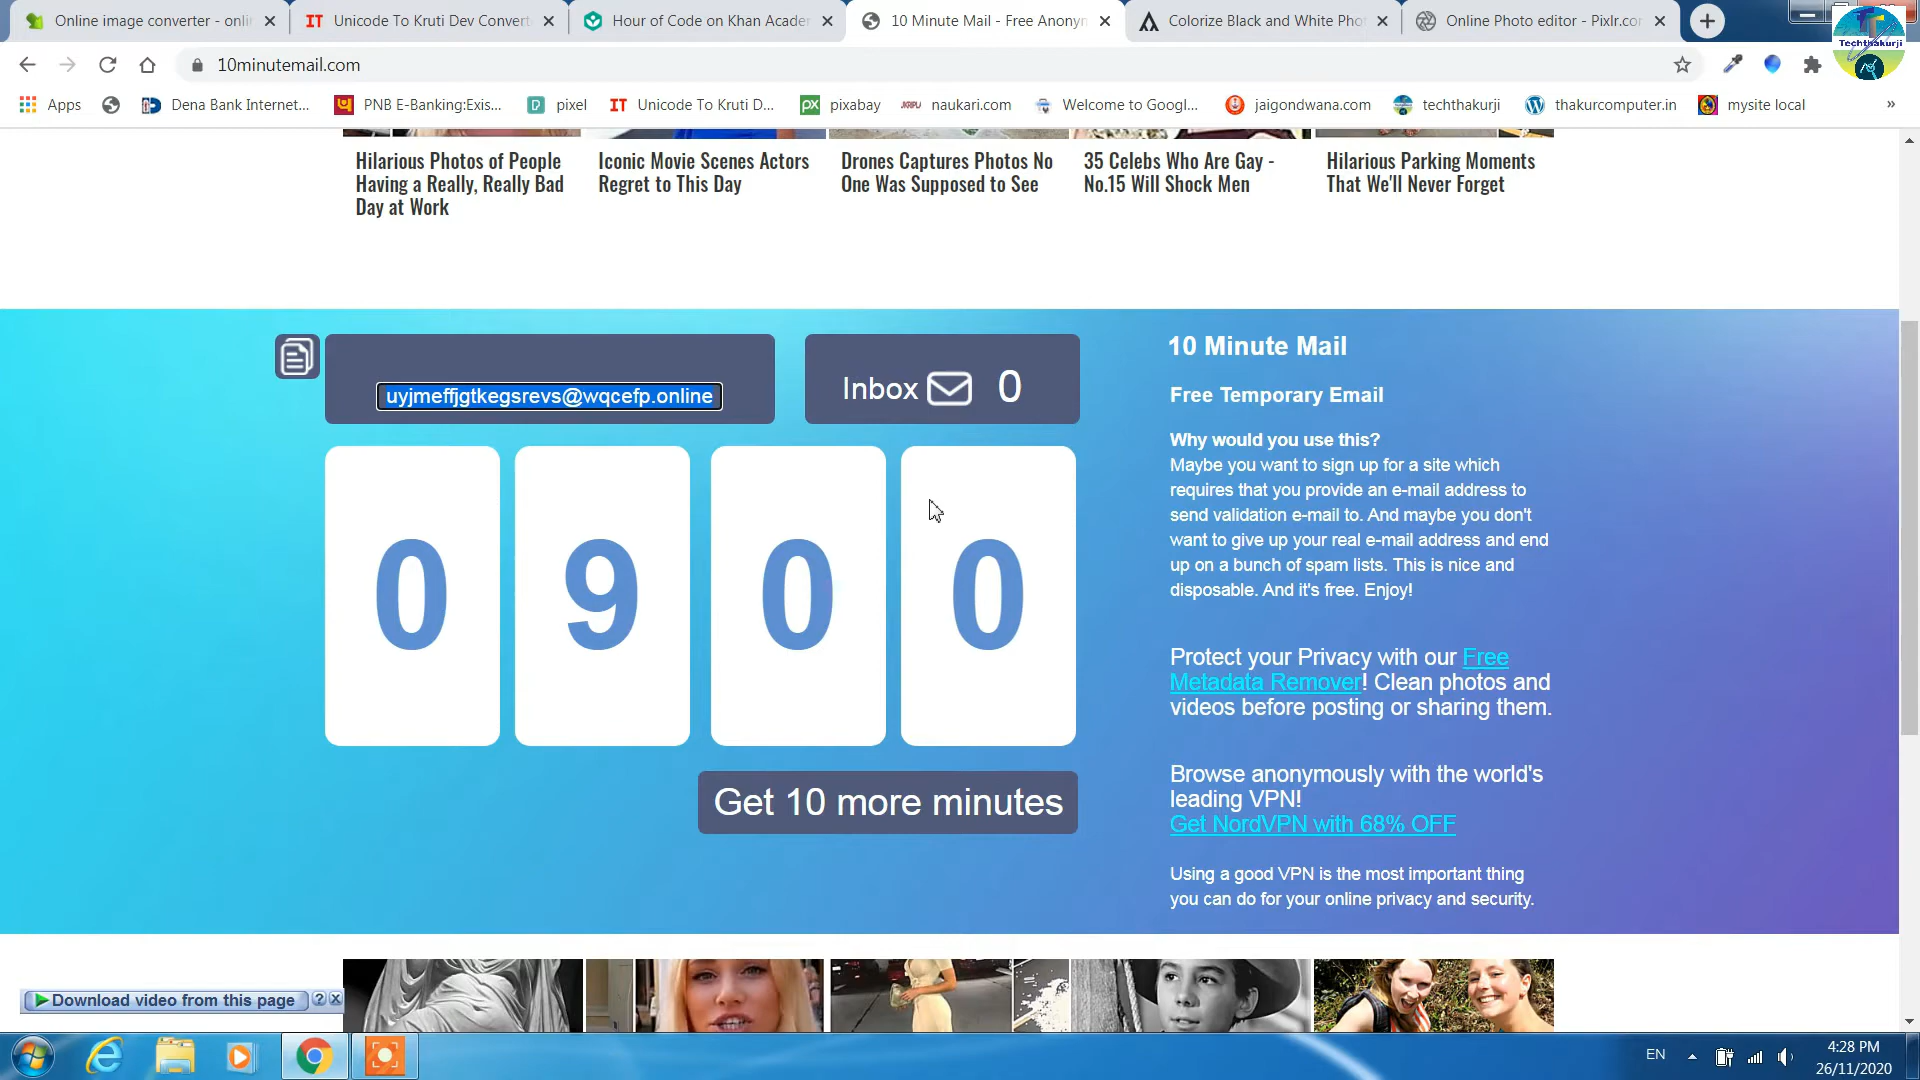 Online image converter - onli
Unicode To Kruti Dev Convert
Hour of Code on Khan Acade
10 Minute Mail - Free Anonyn
Colorize Black and White Pho
Online Photo editor - Pixlr.co
Techthakurji
10minutemail.com
Apps
Dena Bank Internet...
PNB E-Banking:Exis...
pixel
Unicode To Kruti D...
pixabay
naukari.com
Welcome to Googl...
jaigondwana.com
techthakurji
thakurcomputer.in
mysite local
»
Hilarious Photos of People
Having a Really, Really Bad
Day at Work
Iconic Movie Scenes Actors
Regret to This Day
Drones Captures Photos No
One Was Supposed to See
35 Celebs Who Are Gay -
No.15 Will Shock Men
Hilarious Parking Moments
That We'll Never Forget
uyjmeffjgtkegsrevs@wqcefp.online
Inbox 0
0 9 0 0
Get 10 more minutes
10 Minute Mail
Free Temporary Email
Why would you use this?
Maybe you want to sign up for a site which
requires that you provide an e-mail address to
send validation e-mail to. And maybe you don't
want to give up your real e-mail address and end
up on a bunch of spam lists. This is nice and
disposable. And it's free. Enjoy!
Protect your Privacy with our Free
Metadata Remover! Clean photos and
videos before posting or sharing them.
Browse anonymously with the world's
leading VPN!
Get NordVPN with 68% OFF
Using a good VPN is the most important thing
you can do for your online privacy and security.
Download video from this page
EN
4:28 PM
26/11/2020